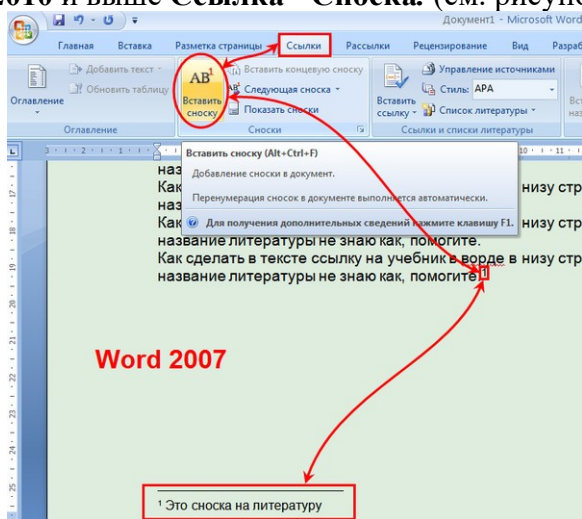 2010 и выше Ссылка - Сноска. (см. рисуно
Документ1 - Microsoft Word
Главная Вставка Разметка страницы Ссылки Рассылки Рецензирование Вид Разраб
Оглавление
Добавить текст
Обновить таблицу
Оглавление
AB¹
Вставить сноску
Вставить концевую сноску
Следующая сноска
Показать сноски
Сноски
Вставить ссылку
Управление источниками
Стиль: APA
Список литературы
Ссылки и списки литературы
Вставить сноску (Alt+Ctrl+F)
Добавление сноски в документ.
Перенумерация сносок в документе выполняется автоматически.
Для получения дополнительных сведений нажмите клавишу F1.
наз
Как низу стр
наз
Как низу стр
название литературы не знаю как, помогите.
Как сделать в тексте ссылку на учебник в ворде в низу стр
название литературы не знаю как, помогите.¹
Word 2007
¹ Это сноска на литературу